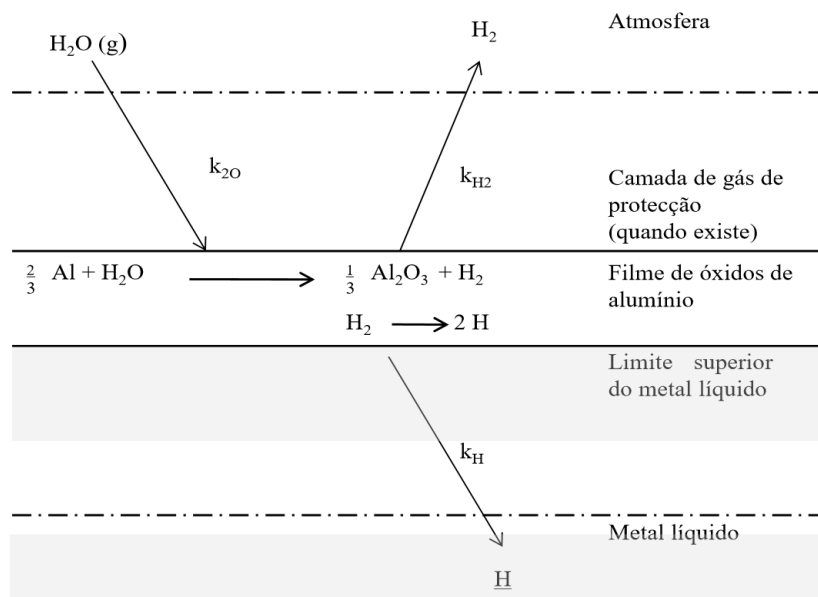 H2O (g)
H2
Atmosfera
k2O
kH2
Camada de gás de
protecção
(quando existe)
2/3 Al + H2O → 1/3 Al2O3 + H2
H2 → 2 H
Filme de óxidos de
alumínio
Limite superior
do metal líquido
kH
Metal líquido
H